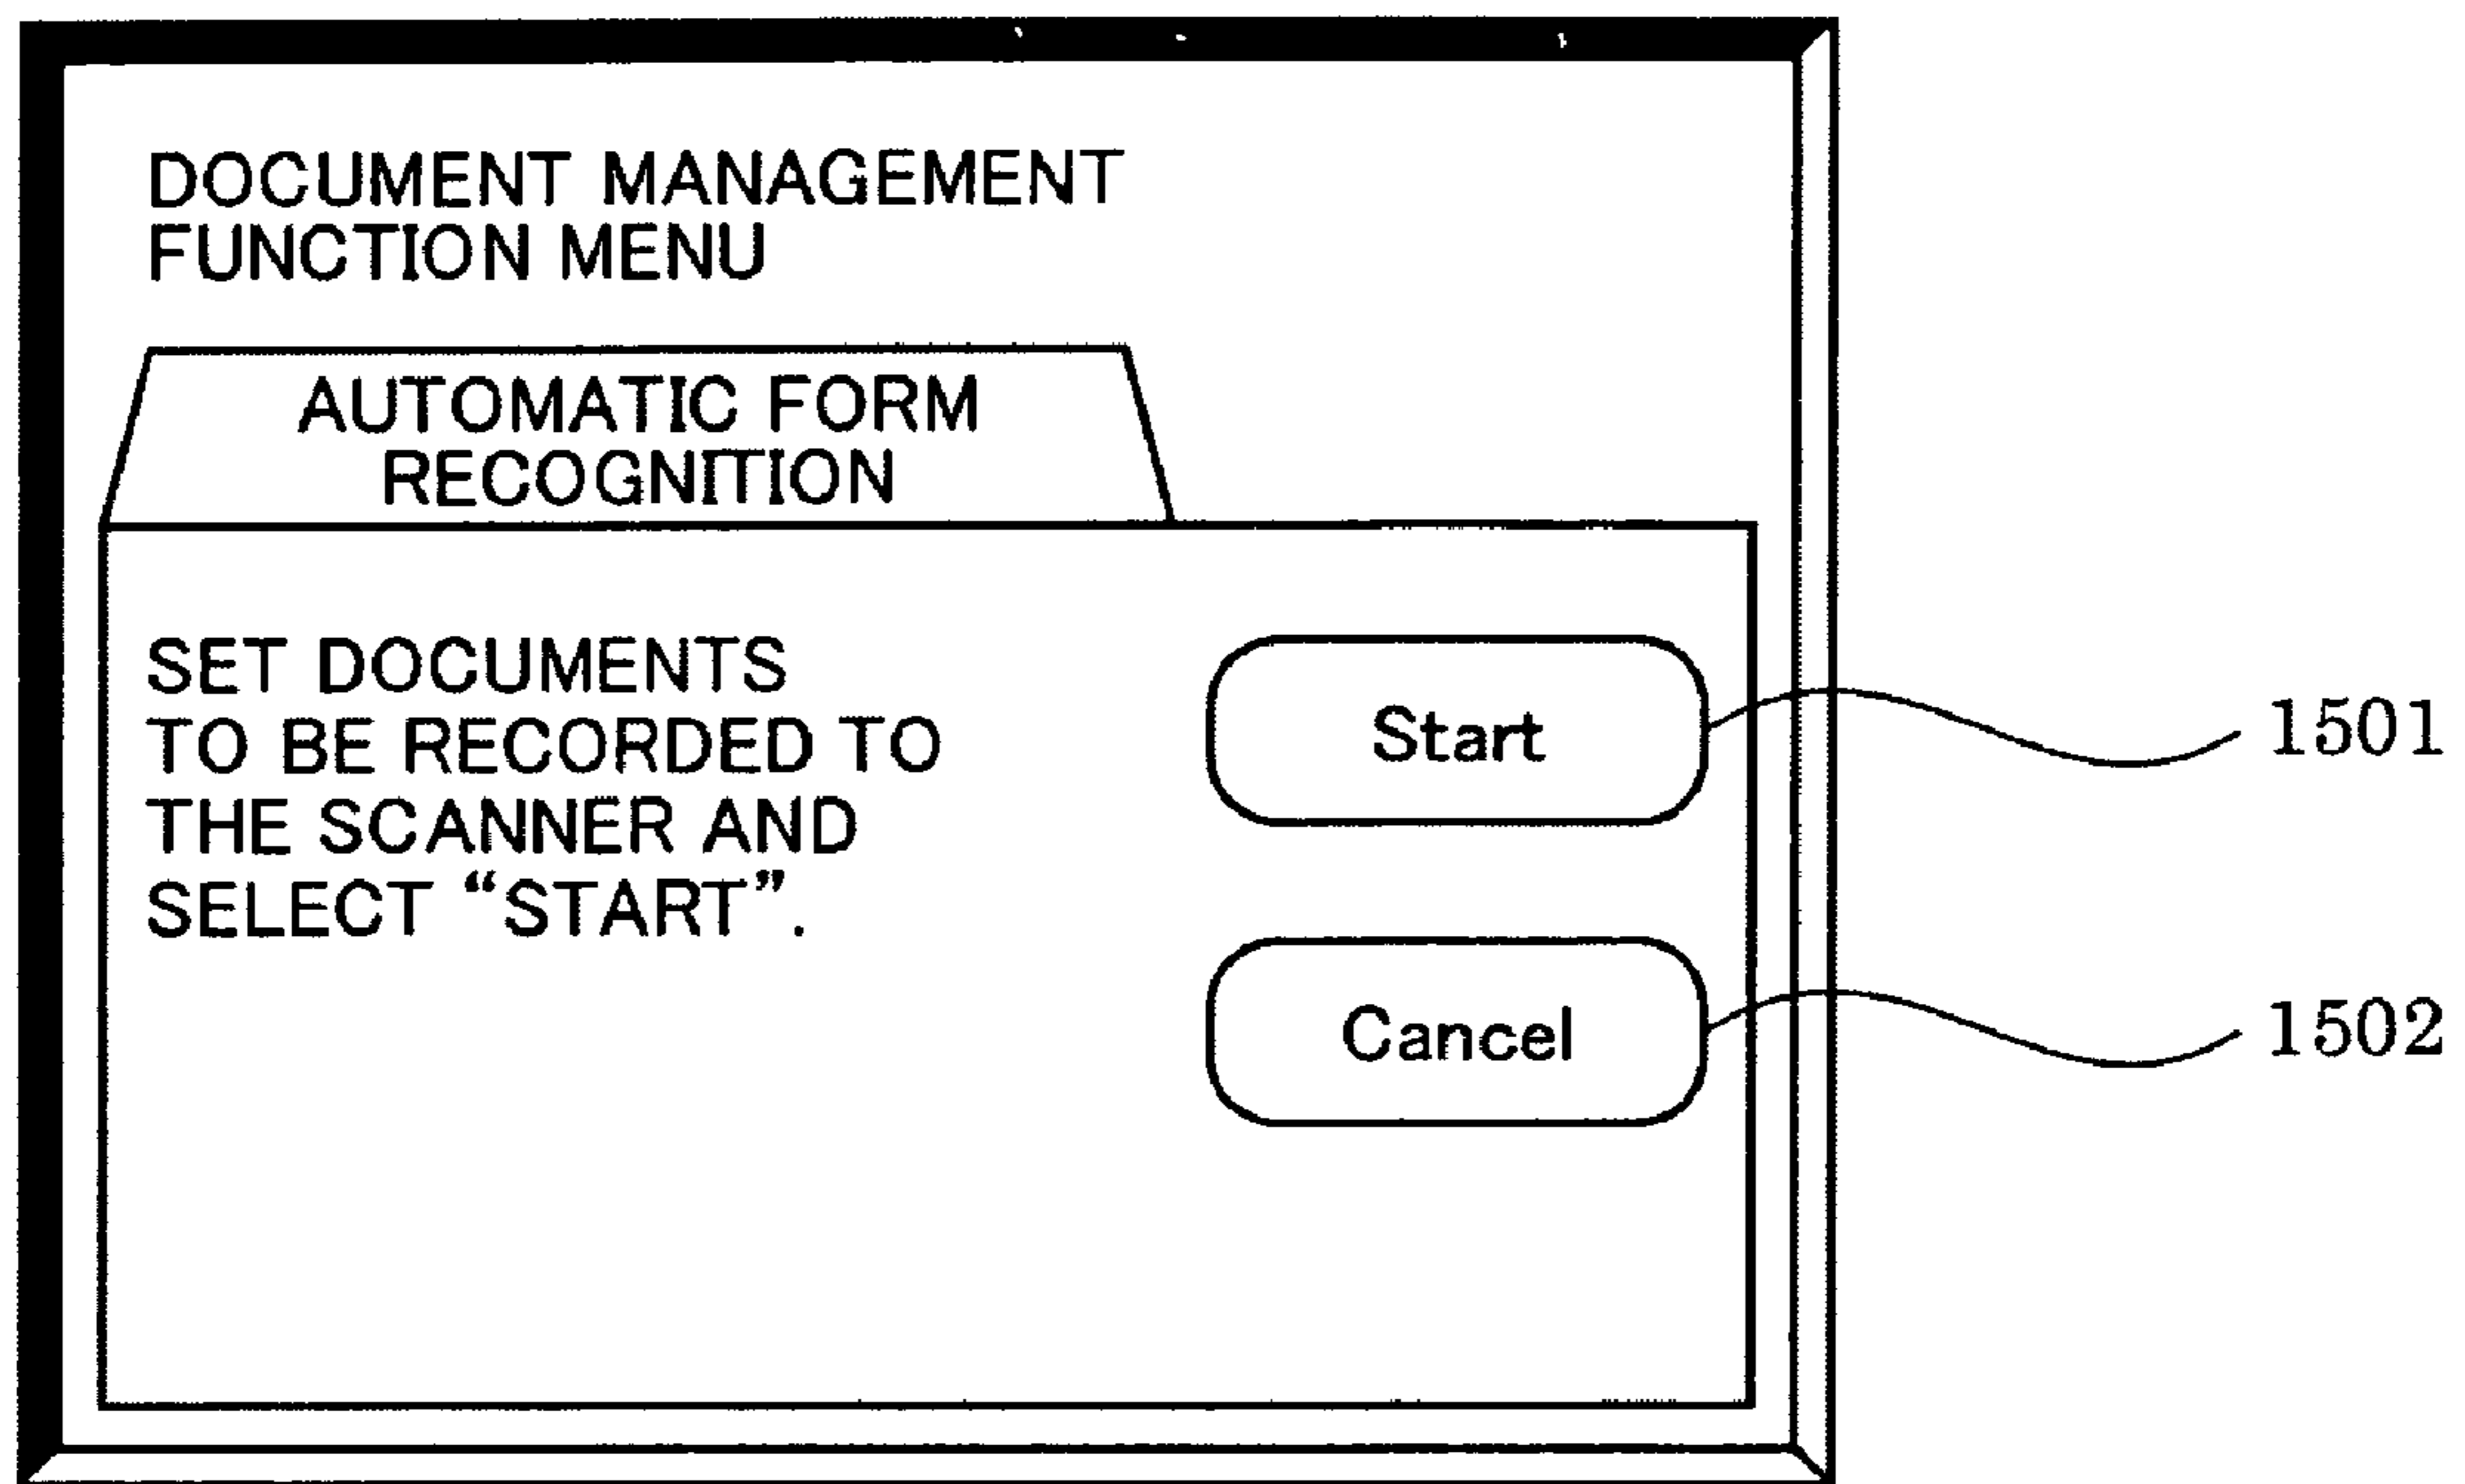 DOCUMENT MANAGEMENT
FUNCTION MENU
AUTOMATIC FORM
RECOGNITION
SET DOCUMENTS
TO BE RECORDED TO
THE SCANNER AND
SELECT “START”.
Start
1501
Cancel
1502